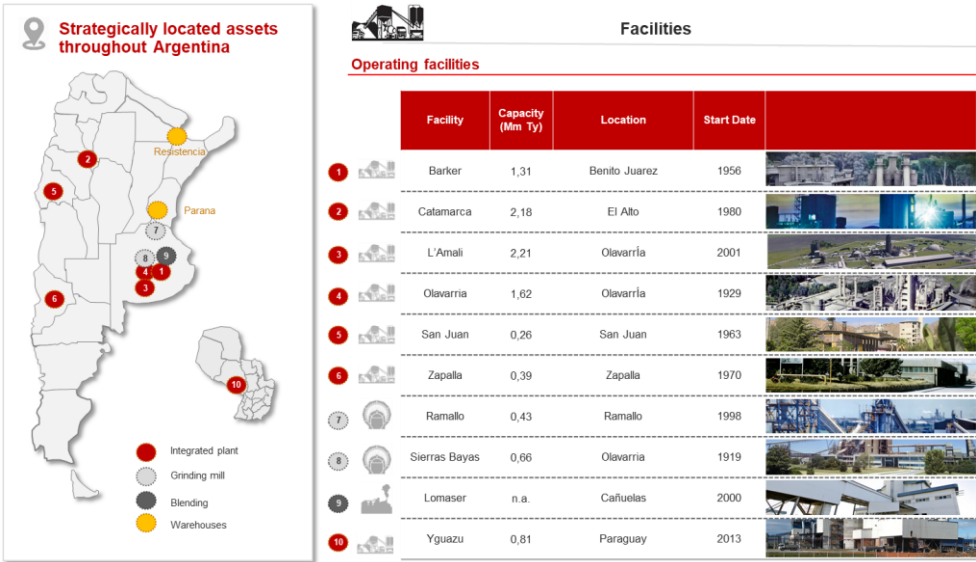 Strategically located assets
throughout Argentina
2
Resistencia
5
Parana
7
8
9
4
1
3
6
10
Integrated plant
Grinding mill
Blending
Warehouses
Facilities
Operating facilities
Facility Capacity (Mm Ty) Location Start Date
1 Barker 1,31 Benito Juarez 1956
2 Catamarca 2,18 El Alto 1980
3 L'Amali 2,21 OlavarrÍa 2001
4 Olavarria 1,62 OlavarrÍa 1929
5 San Juan 0,26 San Juan 1963
6 Zapalla 0,39 Zapalla 1970
7 Ramallo 0,43 Ramallo 1998
8 Sierras Bayas 0,66 Olavarria 1919
9 Lomaser n.a. Cañuelas 2000
10 Yguazu 0,81 Paraguay 2013